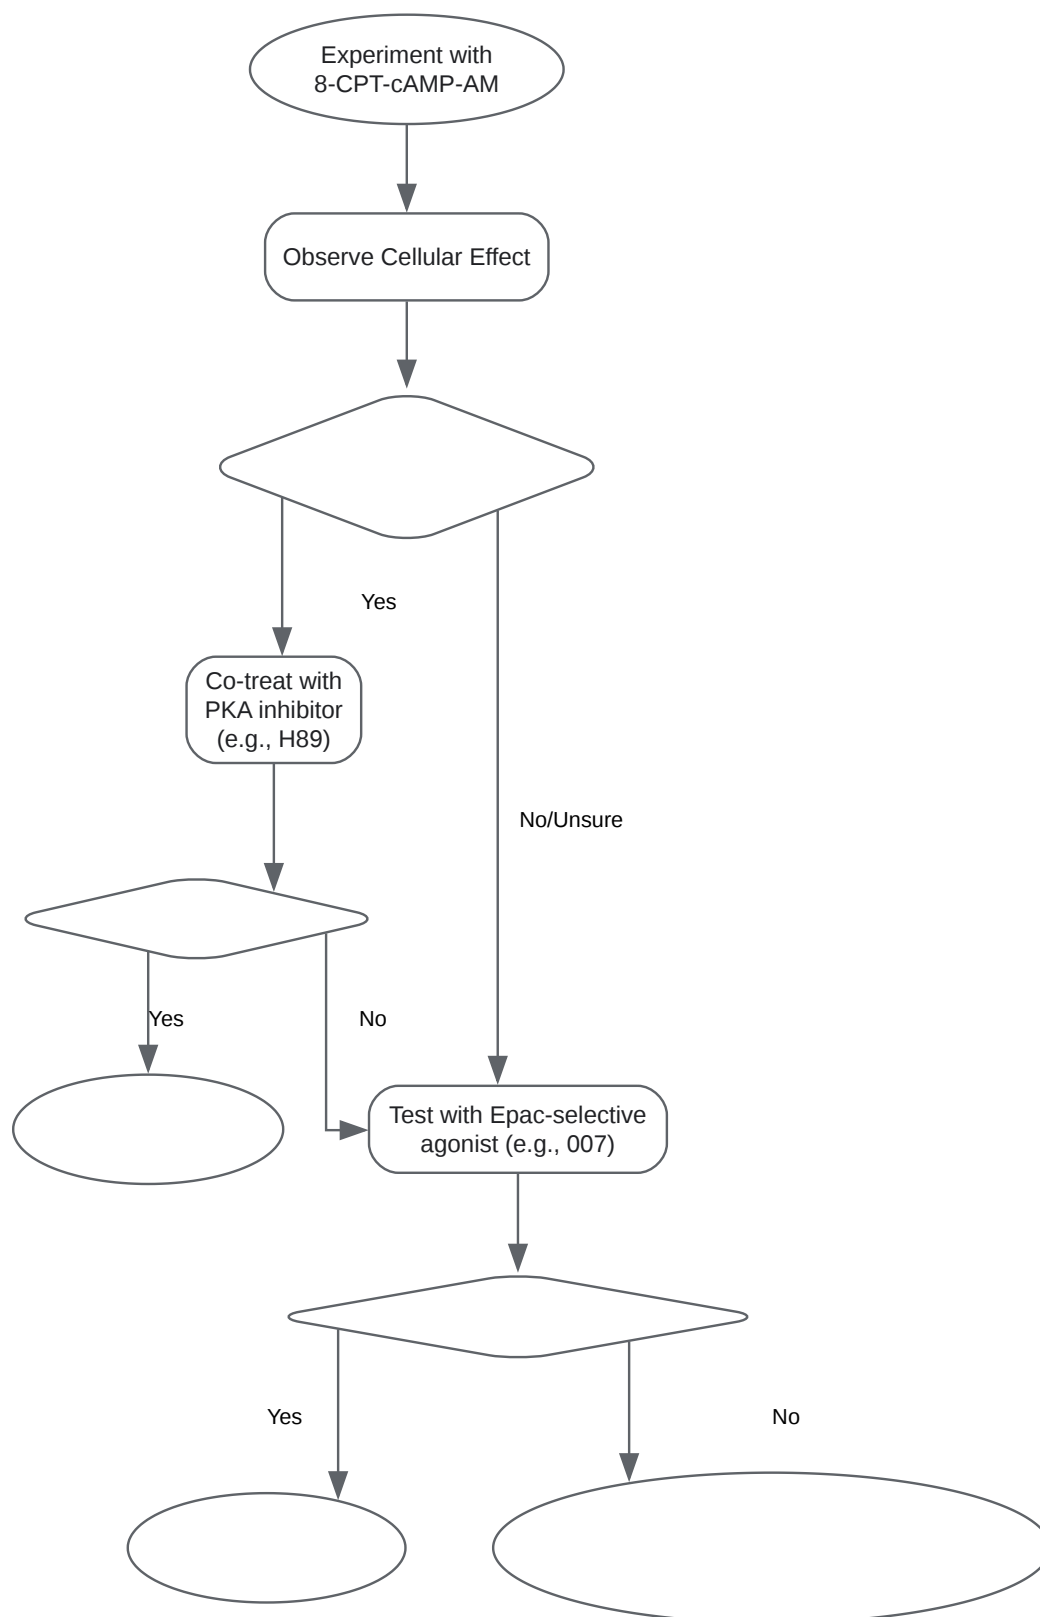 Experiment with
8-CPT-cAMP-AM
Observe Cellular Effect
Yes
Co-treat with
PKA inhibitor
(e.g., H89)
No/Unsure
Yes
No
Test with Epac-selective
agonist (e.g., 007)
Yes
No